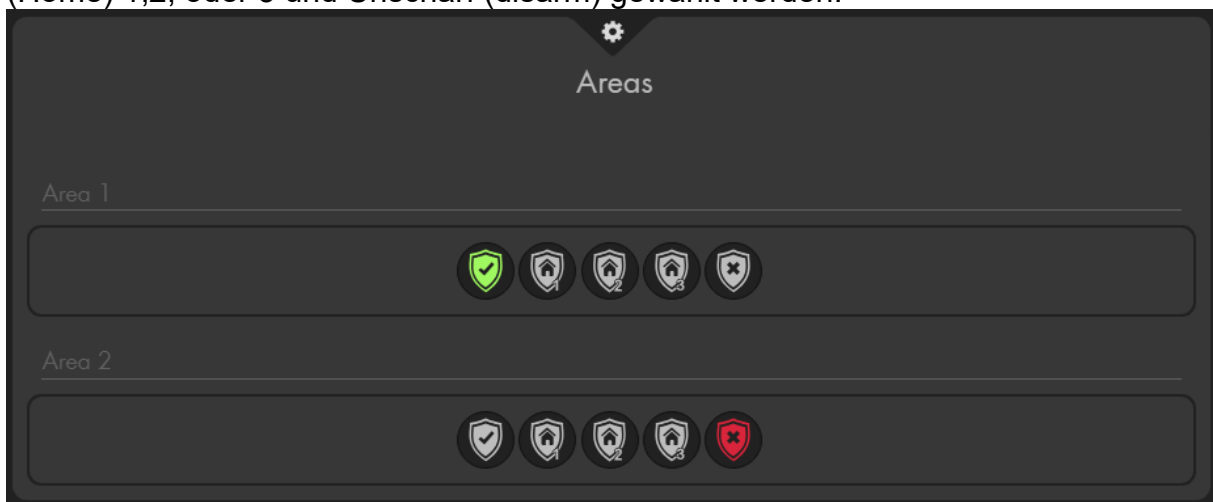 (Home) 1,2, oder 3 und Unscharf (disarm) gewählt werden.
Areas
Area 1
1 2 3
Area 2
1 2 3